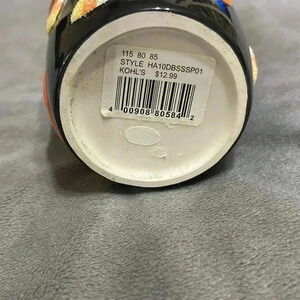 115 80 85
STYLE HA10DBSSSP01
KOHL'S $12.99
4 00908 80584 2